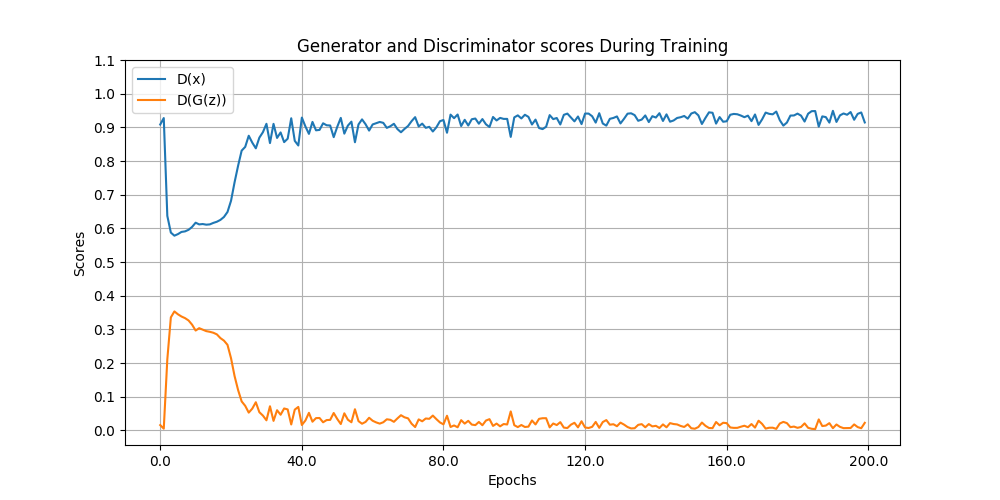 Generator and Discriminator scores During Training
D(x)
D(G(z))
Scores
1.1
1.0
0.9
0.8
0.7
0.6
0.5
0.4
0.3
0.2
0.1
0.0
0.0 40.0 80.0 120.0 160.0 200.0
Epochs